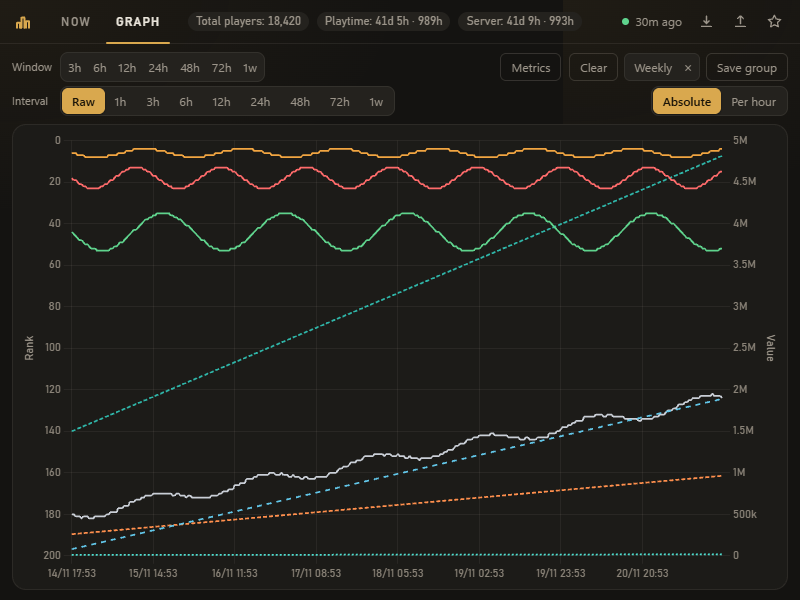 NOW GRAPH Total players: 18,420 Playtime: 41d 5h · 989h Server: 41d 9h · 993h 30m ago
Window 3h 6h 12h 24h 48h 72h 1w Metrics Clear Weekly × Save group
Interval Raw 1h 3h 6h 12h 24h 48h 72h 1w Absolute Per hour
0 5M
20 4.5M
40 4M
60 3.5M
80 3M
100 2.5M
Rank Value
120 2M
140 1.5M
160 1M
180 500k
200 0
14/11 17:53 15/11 14:53 16/11 11:53 17/11 08:53 18/11 05:53 19/11 02:53 19/11 23:53 20/11 20:53